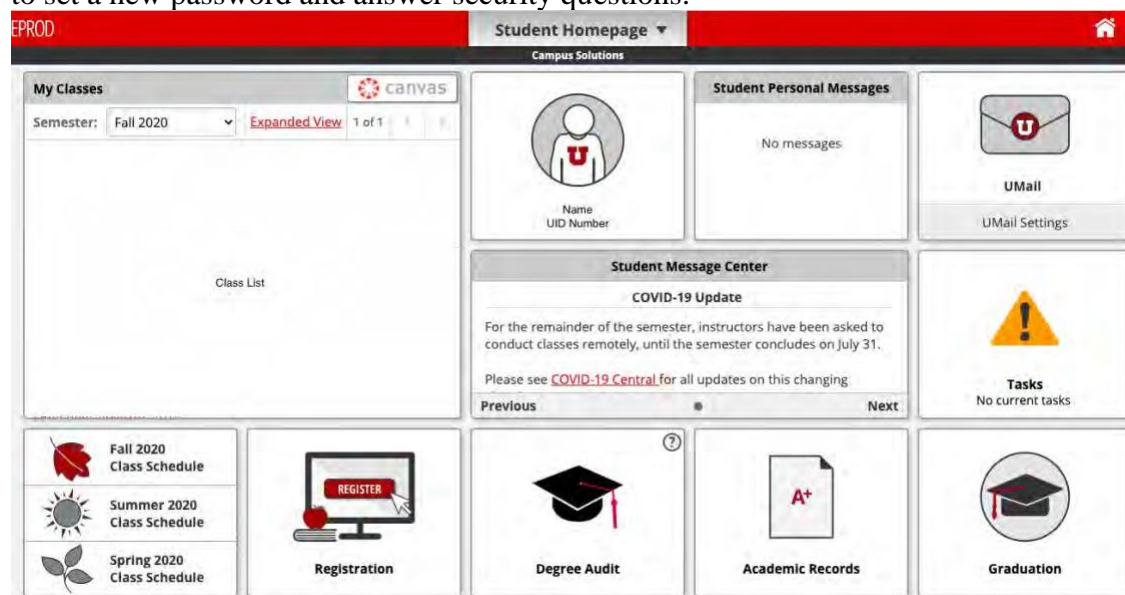 to set a new password and answer security questions.
EPROD
Student Homepage ▼
Campus Solutions
My Classes
canvas
Semester: Fall 2020 Expanded View 1 of 1
Class List
U
Name
UID Number
Student Personal Messages
No messages
U
UMail
UMail Settings
Student Message Center
COVID-19 Update
For the remainder of the semester, instructors have been asked to
conduct classes remotely, until the semester concludes on July 31.
Please see COVID-19 Central for all updates on this changing
Previous
Next
!
Tasks
No current tasks
Fall 2020
Class Schedule
Summer 2020
Class Schedule
Spring 2020
Class Schedule
REGISTER
Registration
?
Degree Audit
A+
Academic Records
Graduation